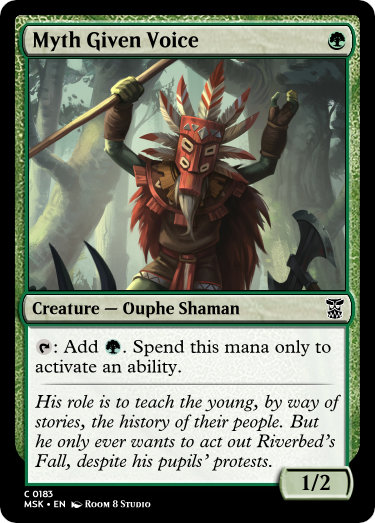 Myth Given Voice
Creature — Ouphe Shaman
: Add . Spend this mana only to
activate an ability.
His role is to teach the young, by way of
stories, the history of their people. But
he only ever wants to act out Riverbed's
Fall, despite his pupils' protests.
1/2
C 0183
MSK • EN Room 8 Studio